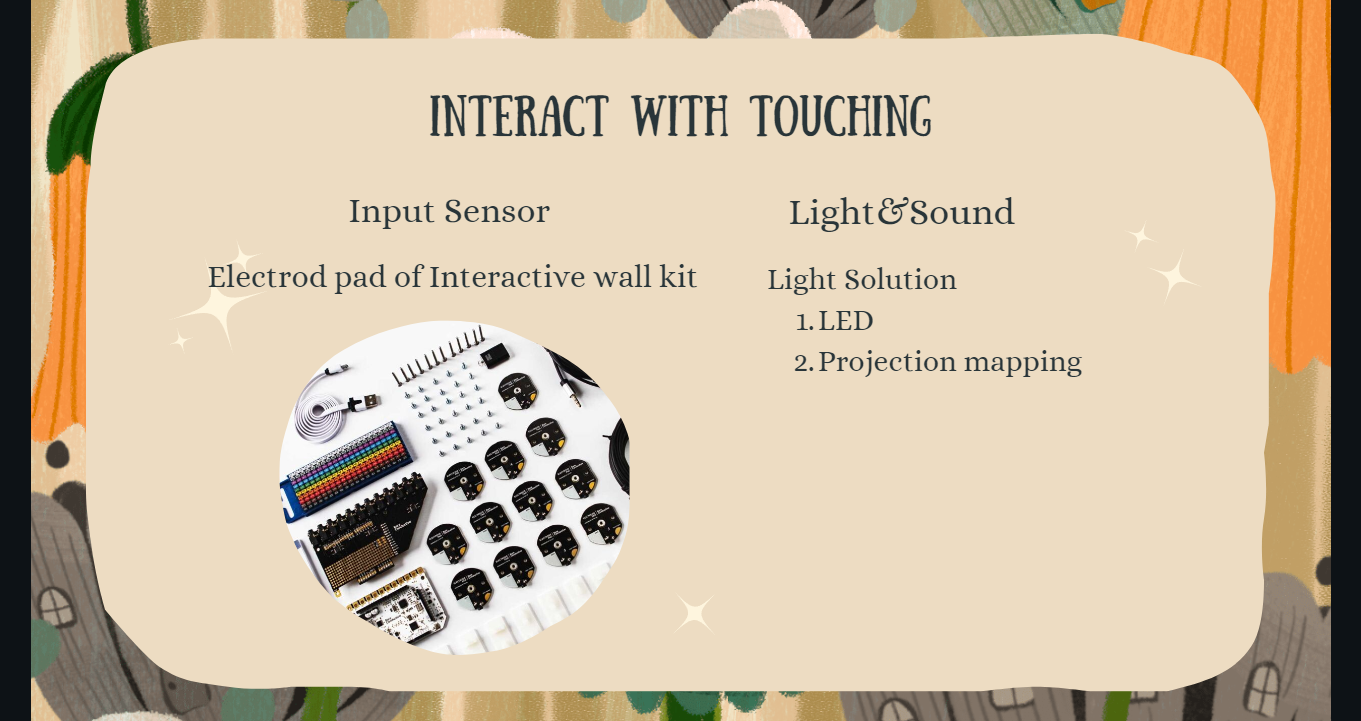 INTERACT WITH TOUCHING
Input Sensor
Electrod pad of Interactive wall kit
Light&Sound
Light Solution
1. LED
2. Projection mapping